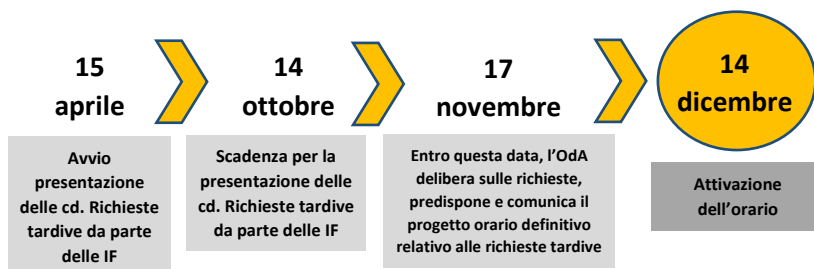 15
aprile
Avvio
presentazione
delle cd. Richieste
tardive da parte
delle IF
14
ottobre
Scadenza per la
presentazione delle
cd. Richieste tardive
da parte delle IF
17
novembre
Entro questa data, l’OdA
delibera sulle richieste,
predispone e comunica il
progetto orario definitivo
relativo alle richieste tardive
14
dicembre
Attivazione
dell’orario